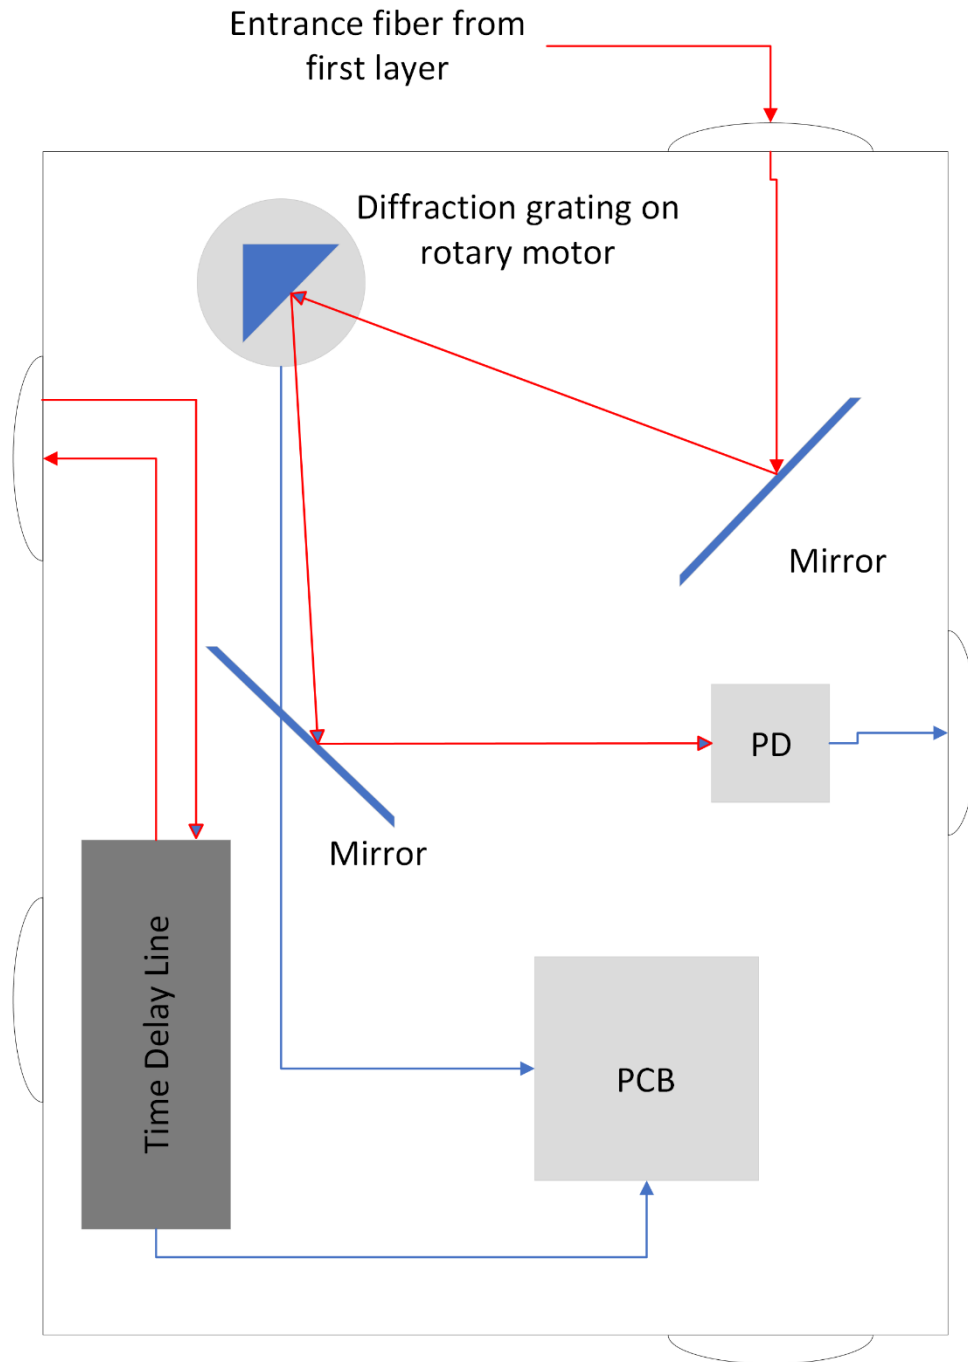 Entrance fiber from
first layer
Diffraction grating on
rotary motor
Mirror
PD
Mirror
Time Delay Line
PCB